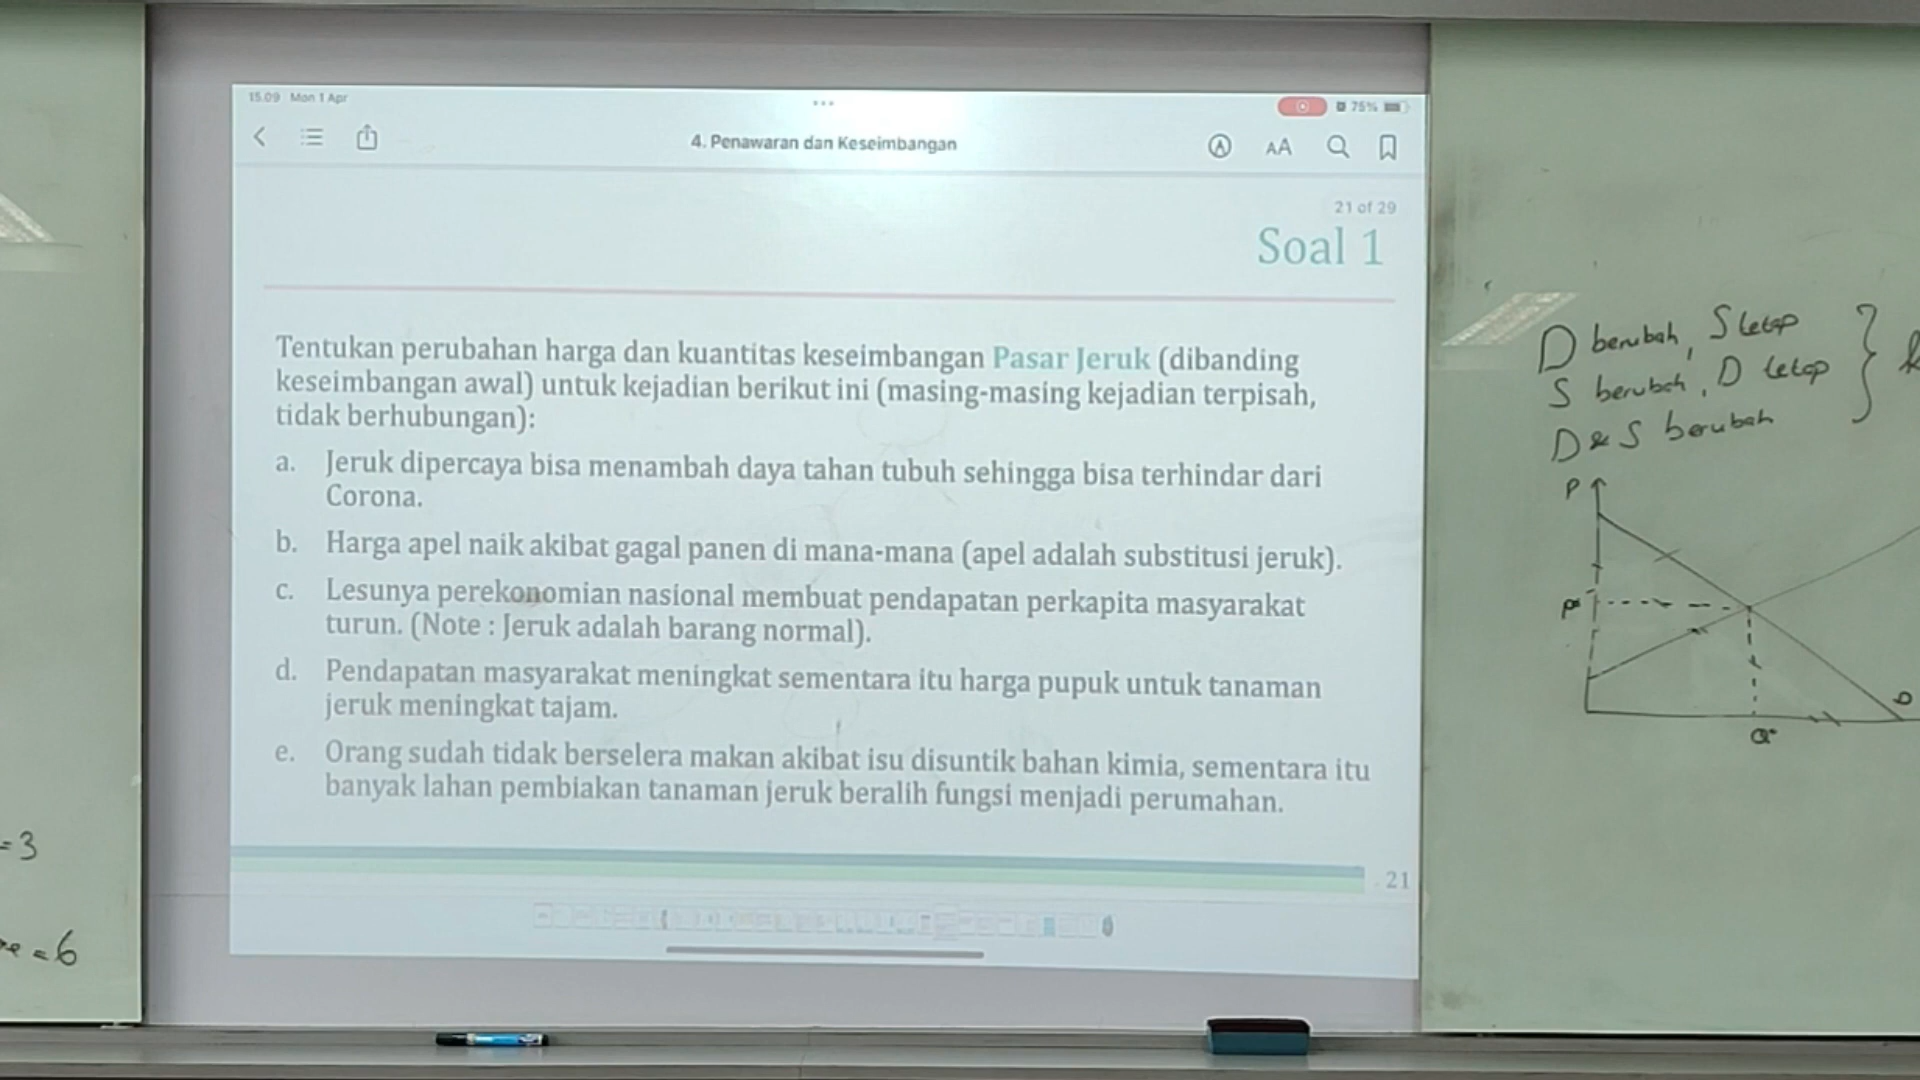 15.09 Mon 1 Apr
75%
4. Penawaran dan Keseimbangan
AA
21 of 29
Soal 1
Tentukan perubahan harga dan kuantitas keseimbangan Pasar Jeruk (dibanding
keseimbangan awal) untuk kejadian berikut ini (masing-masing kejadian terpisah,
tidak berhubungan):
a. Jeruk dipercaya bisa menambah daya tahan tubuh sehingga bisa terhindar dari
Corona.
b. Harga apel naik akibat gagal panen di mana-mana (apel adalah substitusi jeruk).
c. Lesunya perekonomian nasional membuat pendapatan perkapita masyarakat
turun. (Note : Jeruk adalah barang normal).
d. Pendapatan masyarakat meningkat sementara itu harga pupuk untuk tanaman
jeruk meningkat tajam.
e. Orang sudah tidak berselera makan akibat isu disuntik bahan kimia, sementara itu
banyak lahan pembiakan tanaman jeruk beralih fungsi menjadi perumahan.
21
D berubah, S tetap
S berubah, D tetap
D & S berubah
P
P*
D
Q*
=3
=6